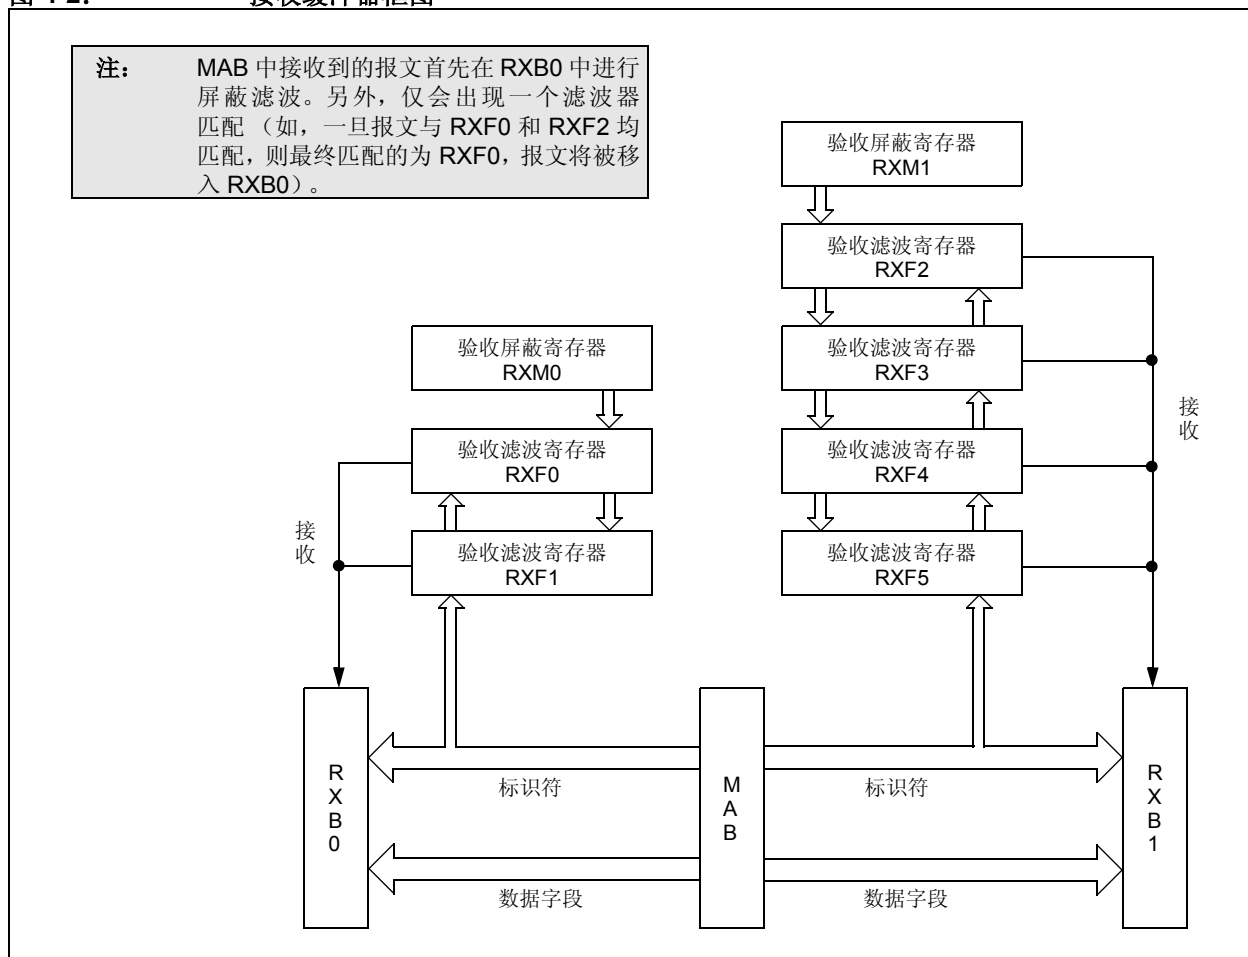 注：
MAB 中接收到的报文首先在 RXB0 中进行
屏蔽滤波。另外，仅会出现一个滤波器
匹配 （如，一旦报文与 RXF0 和 RXF2 均
匹配，则最终匹配的为 RXF0，报文将被移
入 RXB0）。
验收屏蔽寄存器
RXM1
验收滤波寄存器
RXF2
验收屏蔽寄存器
RXM0
验收滤波寄存器
RXF3
验收滤波寄存器
RXF0
验收滤波寄存器
RXF4
验收滤波寄存器
RXF1
验收滤波寄存器
RXF5
接收
接收
RXB0
MAB
RXB1
标识符
标识符
数据字段
数据字段